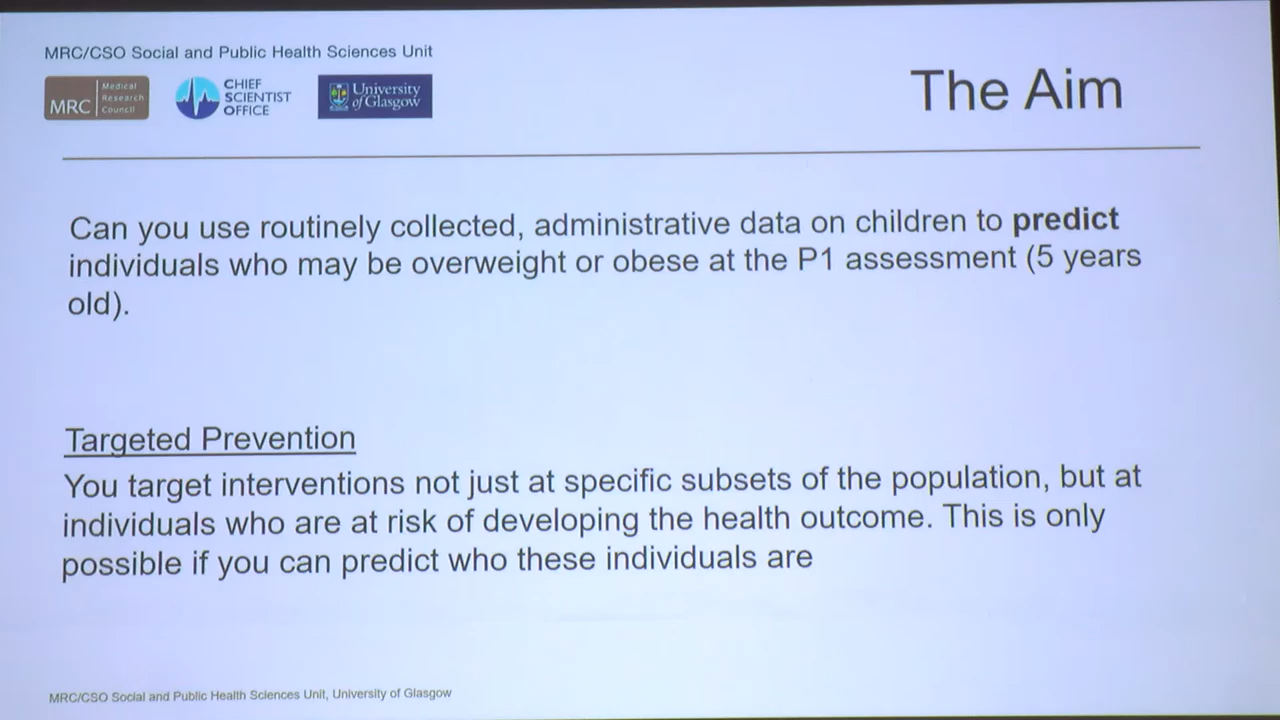 MRC/CSO Social and Public Health Sciences Unit
MRC
Medical
Research
Council
CHIEF
SCIENTIST
OFFICE
University
of Glasgow
The Aim
Can you use routinely collected, administrative data on children to predict
individuals who may be overweight or obese at the P1 assessment (5 years
old).
Targeted Prevention
You target interventions not just at specific subsets of the population, but at
individuals who are at risk of developing the health outcome. This is only
possible if you can predict who these individuals are
MRC/CSO Social and Public Health Sciences Unit, University of Glasgow